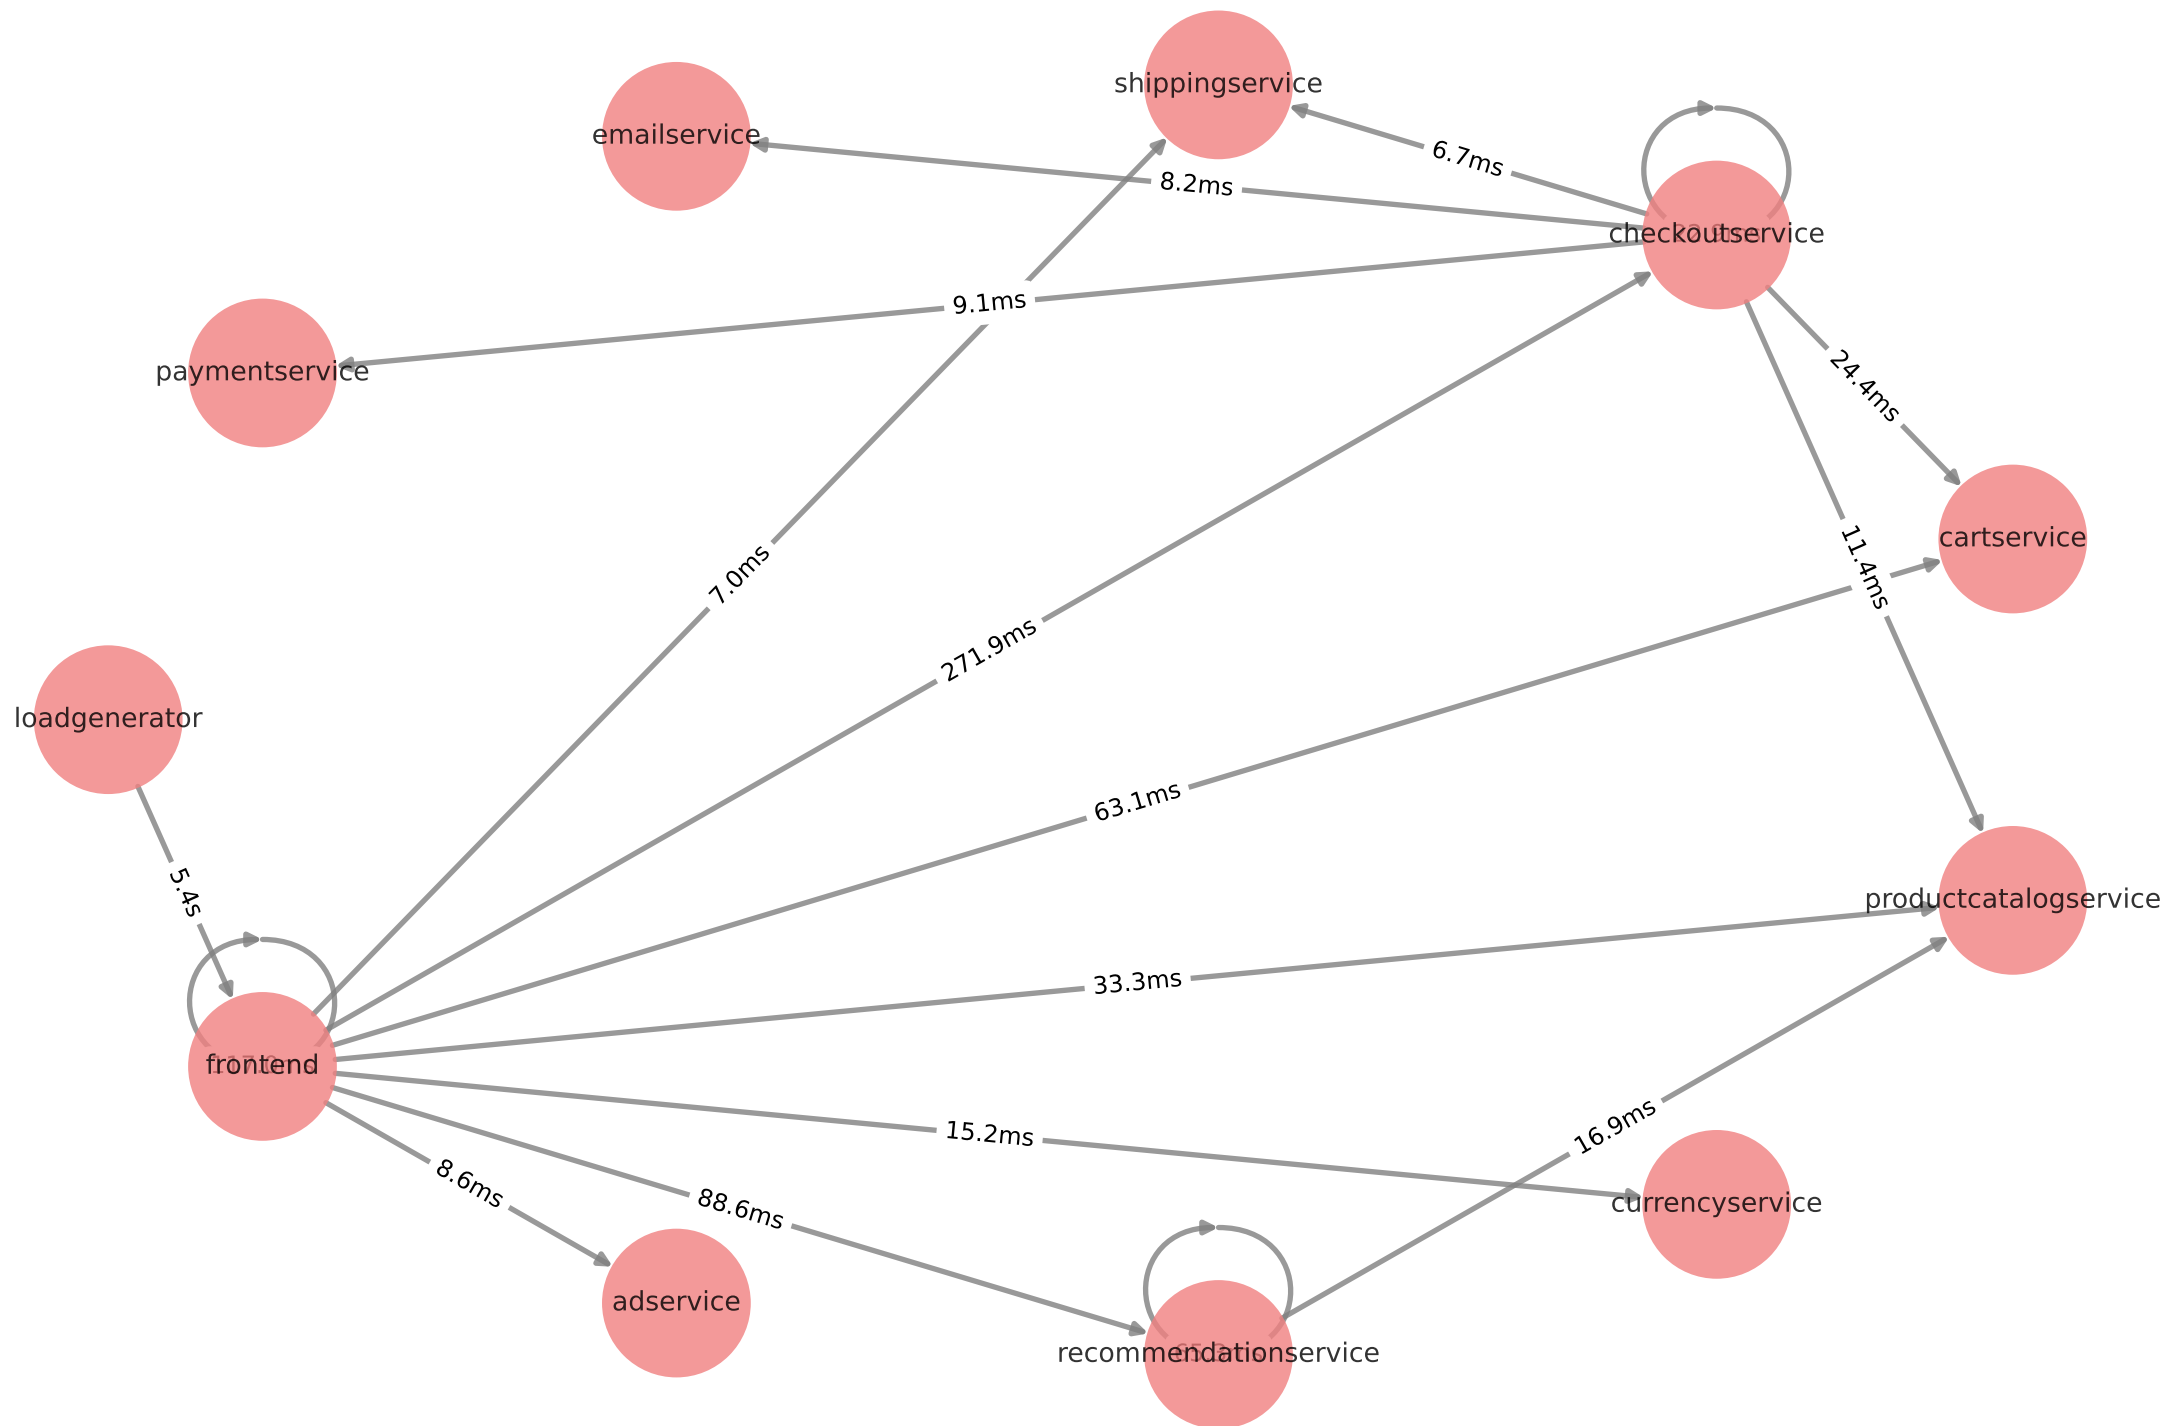 shippingservice
emailservice
6.7ms
8.2ms
checkoutservice
9.1ms
paymentservice
24.4ms
cartservice
7.0ms
11.4ms
271.9ms
loadgenerator
63.1ms
5.4s
productcatalogservice
33.3ms
frontend
15.2ms
16.9ms
8.6ms
88.6ms
currencyservice
adservice
recommendationservice